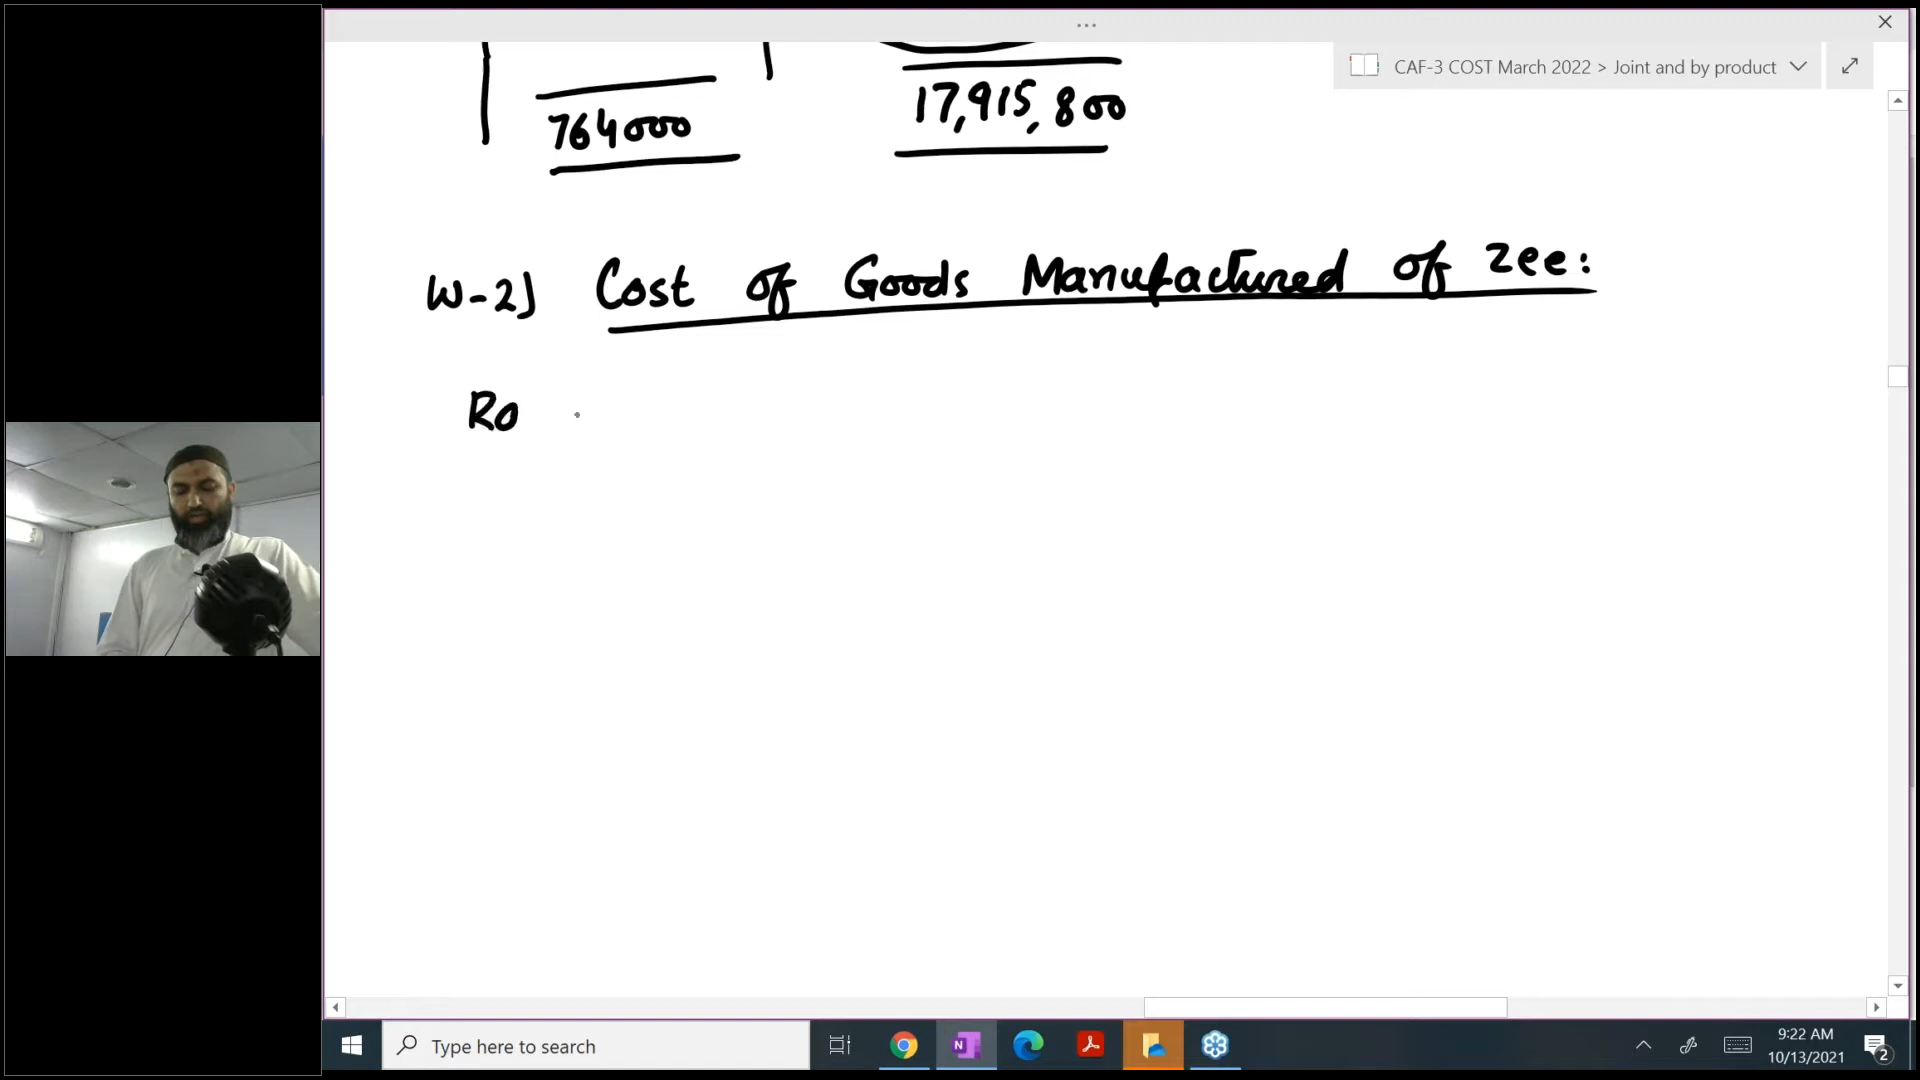 CAF-3 COST March 2022 > Joint and by product
764000
17,915,800
W-2) Cost of Goods Manufactured of Zee:
Ro
Type here to search
9:22 AM
10/13/2021
2